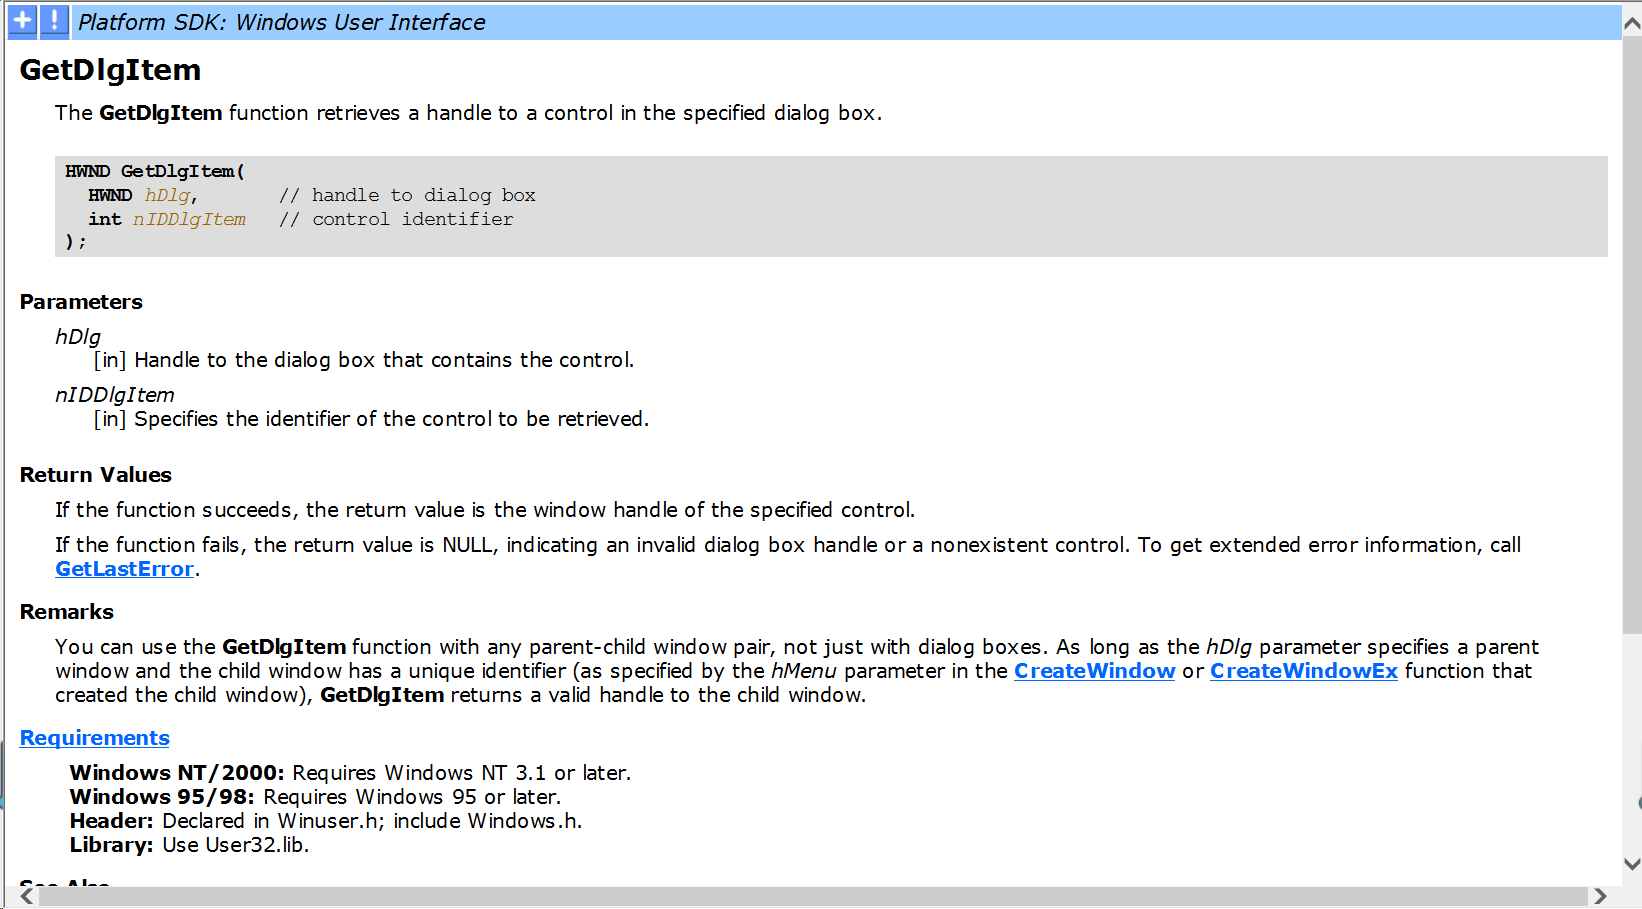 Platform SDK: Windows User Interface
GetDlgItem
The GetDlgItem function retrieves a handle to a control in the specified dialog box.
HWND GetDlgItem(
  HWND hDlg,       // handle to dialog box
  int nIDDlgItem   // control identifier
);
Parameters
hDlg
[in] Handle to the dialog box that contains the control.
nIDDlgItem
[in] Specifies the identifier of the control to be retrieved.
Return Values
If the function succeeds, the return value is the window handle of the specified control.
If the function fails, the return value is NULL, indicating an invalid dialog box handle or a nonexistent control. To get extended error information, call
GetLastError.
Remarks
You can use the GetDlgItem function with any parent-child window pair, not just with dialog boxes. As long as the hDlg parameter specifies a parent
window and the child window has a unique identifier (as specified by the hMenu parameter in the CreateWindow or CreateWindowEx function that
created the child window), GetDlgItem returns a valid handle to the child window.
Requirements
Windows NT/2000: Requires Windows NT 3.1 or later.
Windows 95/98: Requires Windows 95 or later.
Header: Declared in Winuser.h; include Windows.h.
Library: Use User32.lib.
See Also